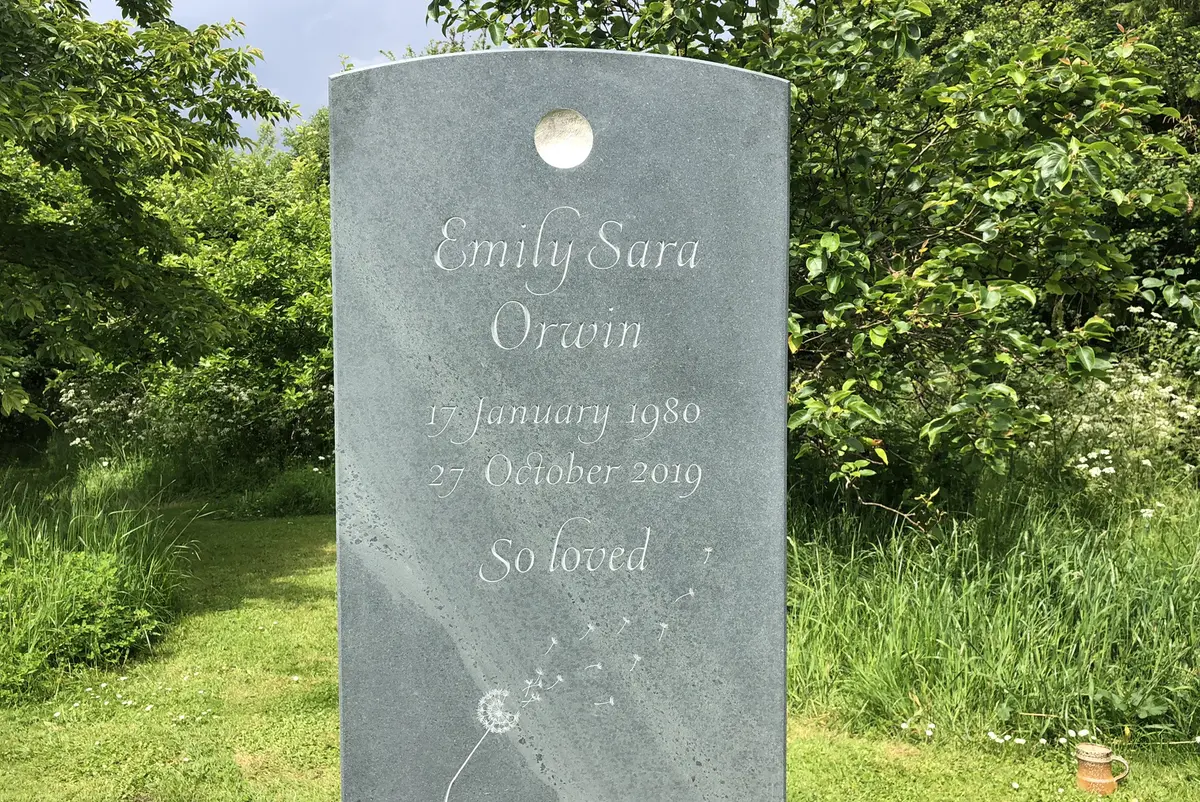 Emily Sara
Orwin
17 January 1980
27 October 2019
So loved